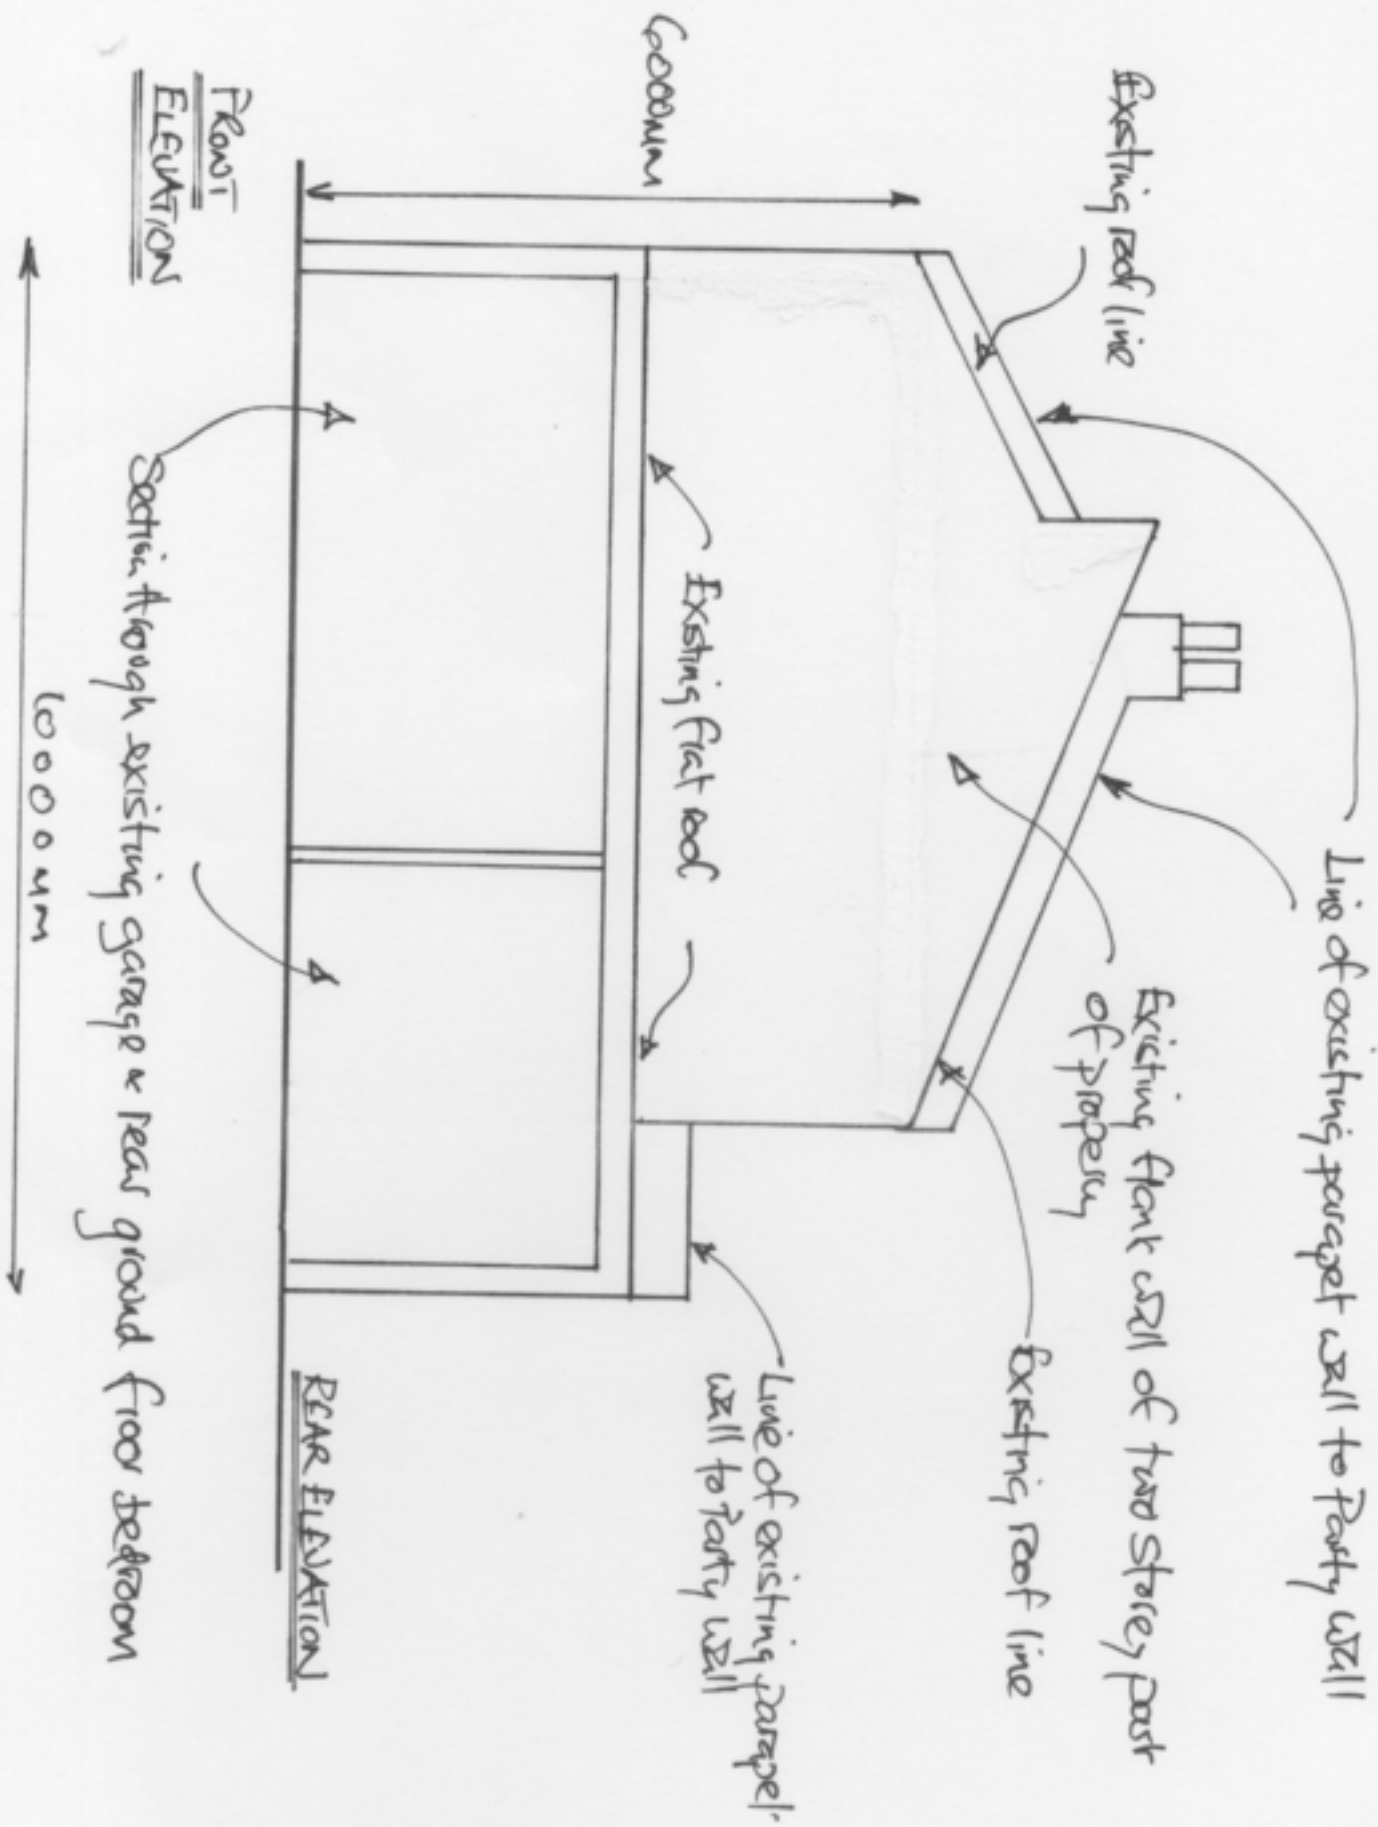 Line of existing parapet wall to Party Wall
Existing roof line
Existing flank wall of two storey part
of property
Existing roof line
6000mm
Existing flat roof
Line of existing parapet
wall to Party Wall
FRONT
ELEVATION
REAR ELEVATION
Section through existing garage & rear ground floor bedroom
10000mm